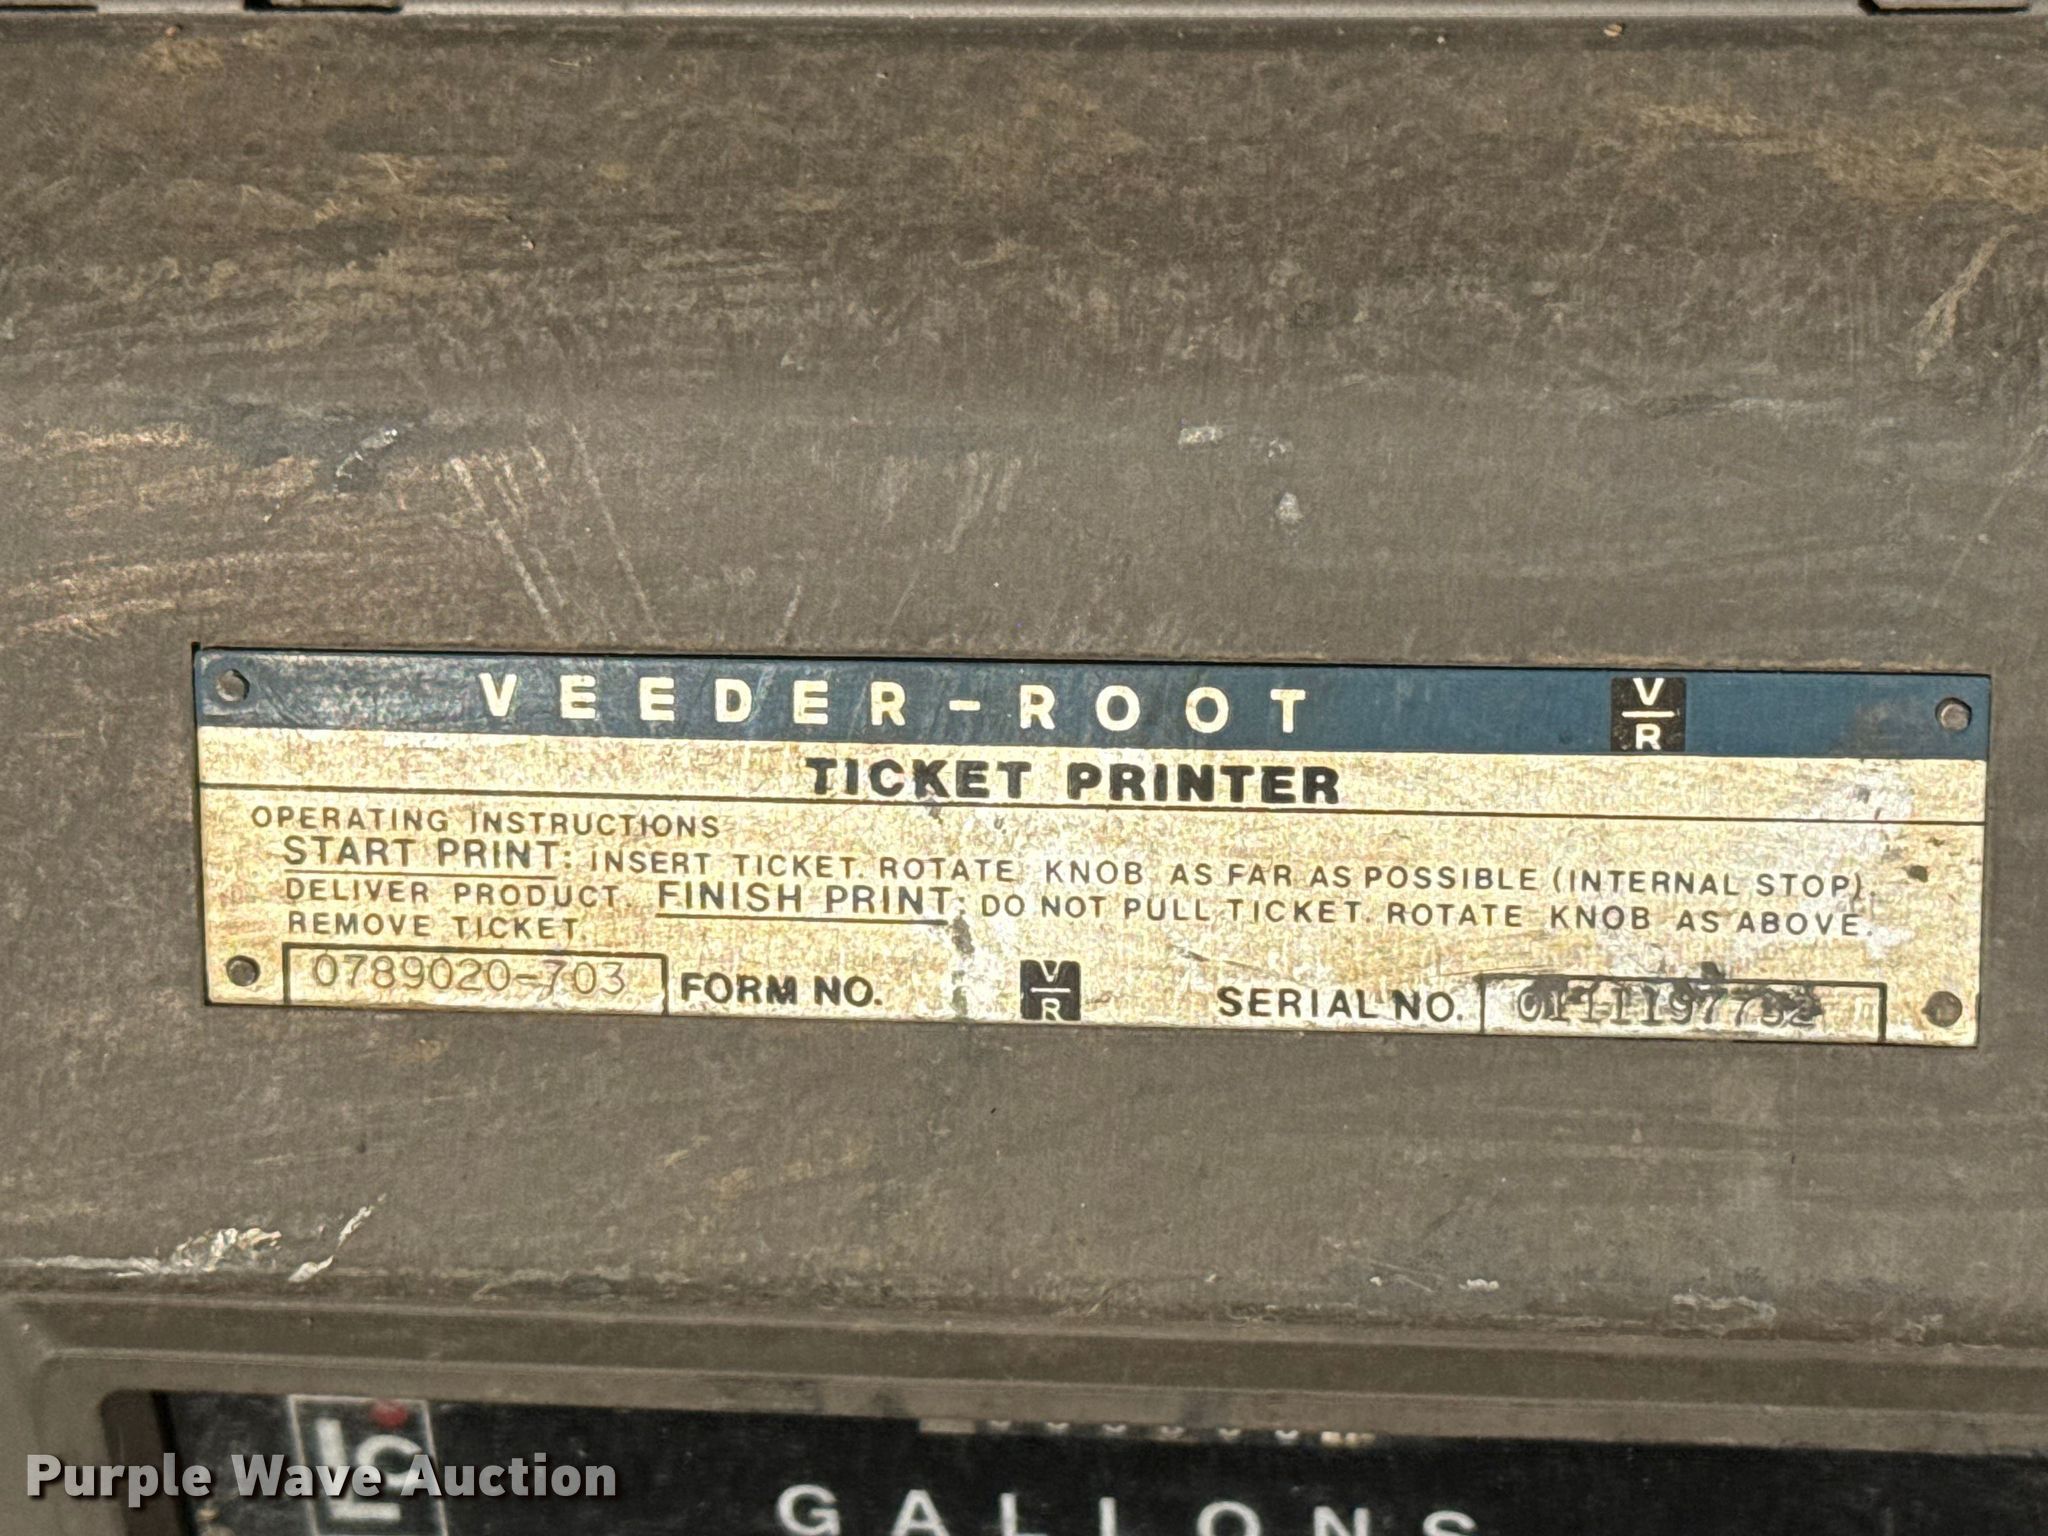 VEEDER-ROOT V/R
TICKET PRINTER
OPERATING INSTRUCTIONS
START PRINT: INSERT TICKET. ROTATE KNOB AS FAR AS POSSIBLE (INTERNAL STOP).
DELIVER PRODUCT. FINISH PRINT: DO NOT PULL TICKET. ROTATE KNOB AS ABOVE.
REMOVE TICKET.
0789020-703 FORM NO. V/R SERIAL NO.
LC
GALLONS
Purple Wave Auction